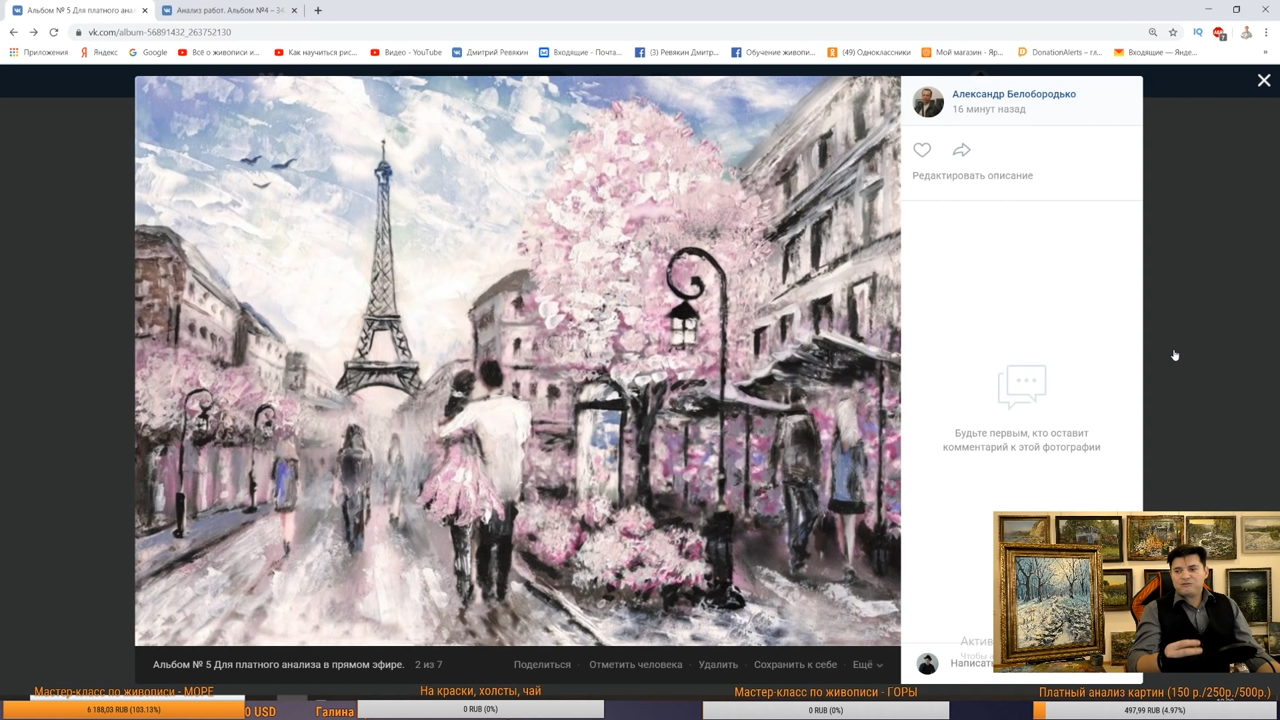 Альбом № 5 Для платного ана
Анализ работ. Альбом №4 – 34
vk.com/album-56891432_263752130
Приложения Яндекс Google Всё о живописи и... Как научиться рис... Видео - YouTube Дмитрий Ревякин Входящие - Почта... (3) Ревякин Дмитр... Обучение живопи... (49) Одноклассники Мой магазин - Яр... DonationAlerts – гл... Входящие — Янде... »
Александр Белобородько
16 минут назад
Редактировать описание
Будьте первым, кто оставит
комментарий к этой фотографии
Актив
Написать
Альбом № 5 Для платного анализа в прямом эфире. 2 из 7 Поделиться Отметить человека Удалить Сохранить к себе Ещё
Мастер-класс по живописи - МОРЕ На краски, холсты, чай Мастер-класс по живописи - ГОРЫ Платный анализ картин (150 р./250р./500р.)
6 188,03 RUB (103.13%) 0 USD Галина 0 RUB (0%) 0 RUB (0%) 497,99 RUB (4.97%)